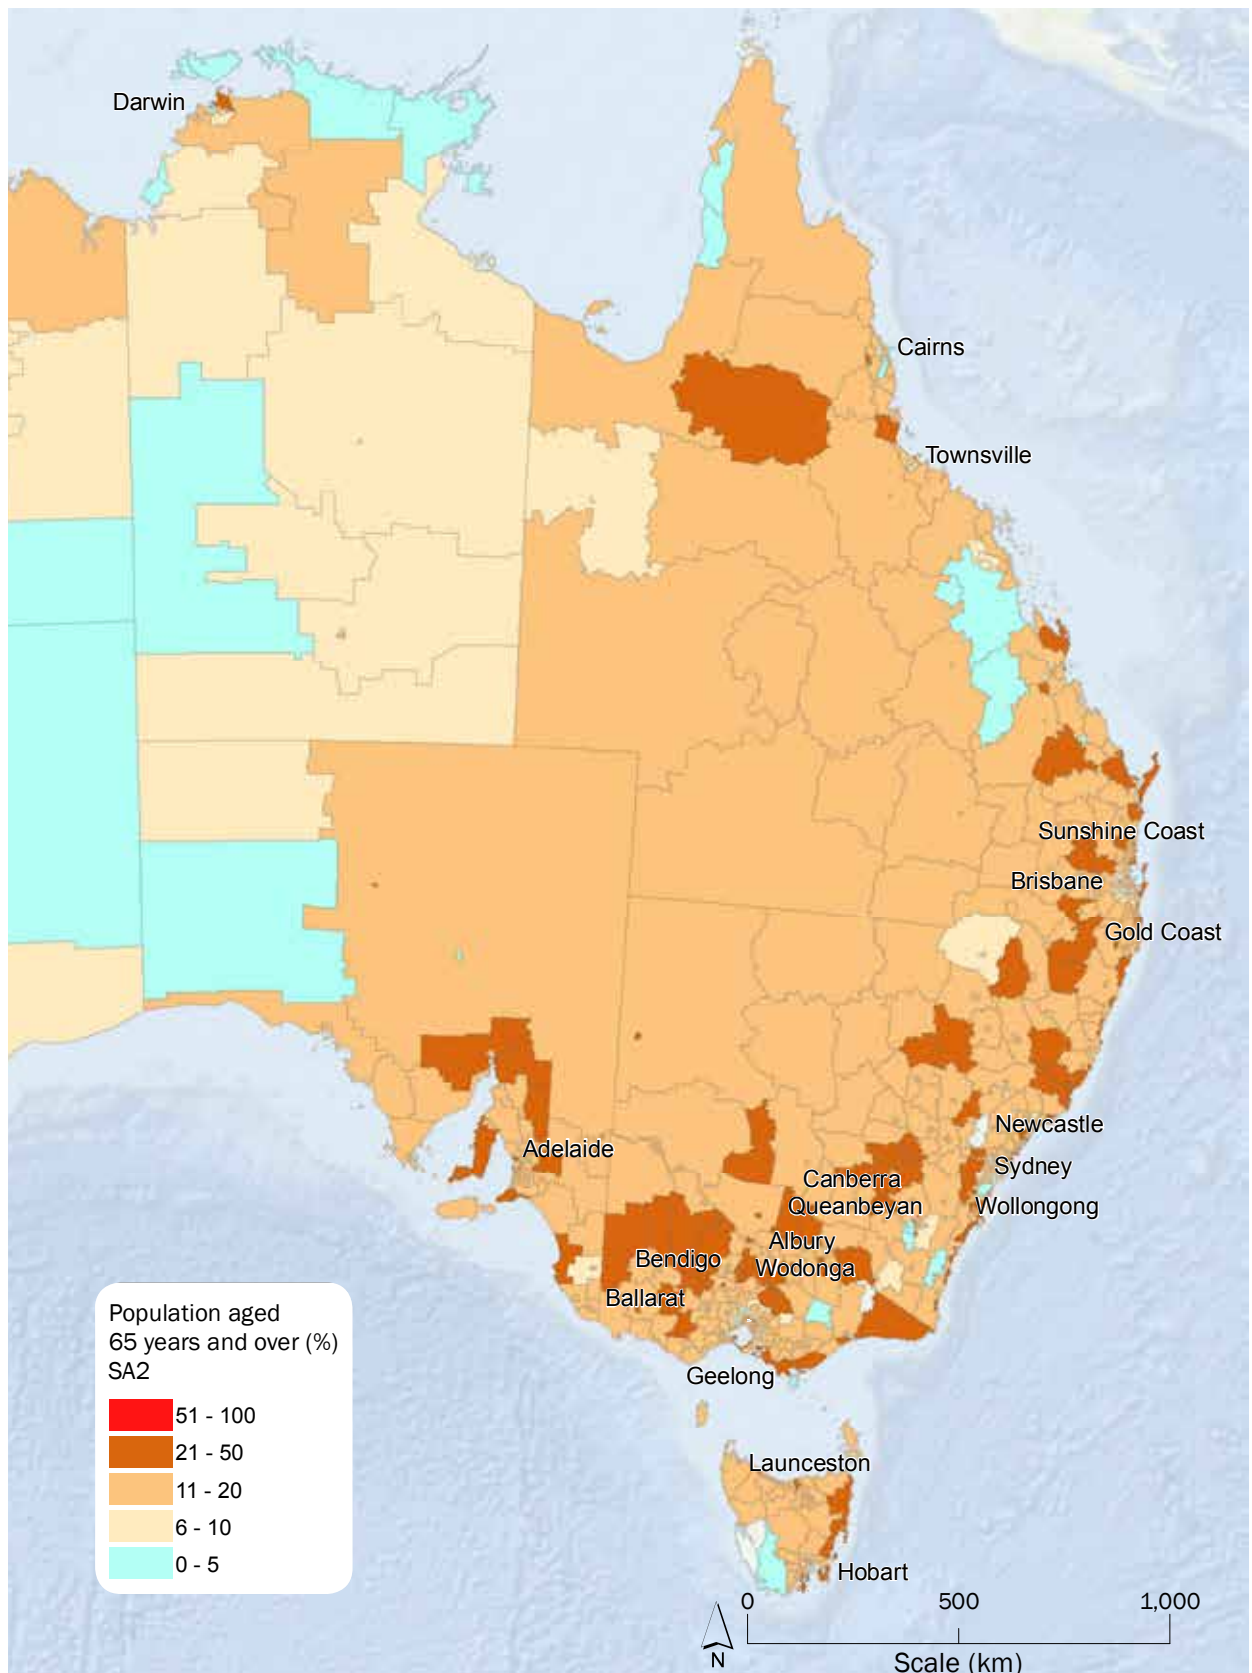 Darwin
Cairns
Townsville
Sunshine Coast
Brisbane
Gold Coast
Newcastle
Adelaide
Sydney
Canberra
Queanbeyan
Wollongong
Albury
Wodonga
Bendigo
Ballarat
Geelong
Launceston
Hobart
Population aged
65 years and over (%)
SA2
51 - 100
21 - 50
11 - 20
6 - 10
0 - 5
0 500 1,000
N
Scale (km)